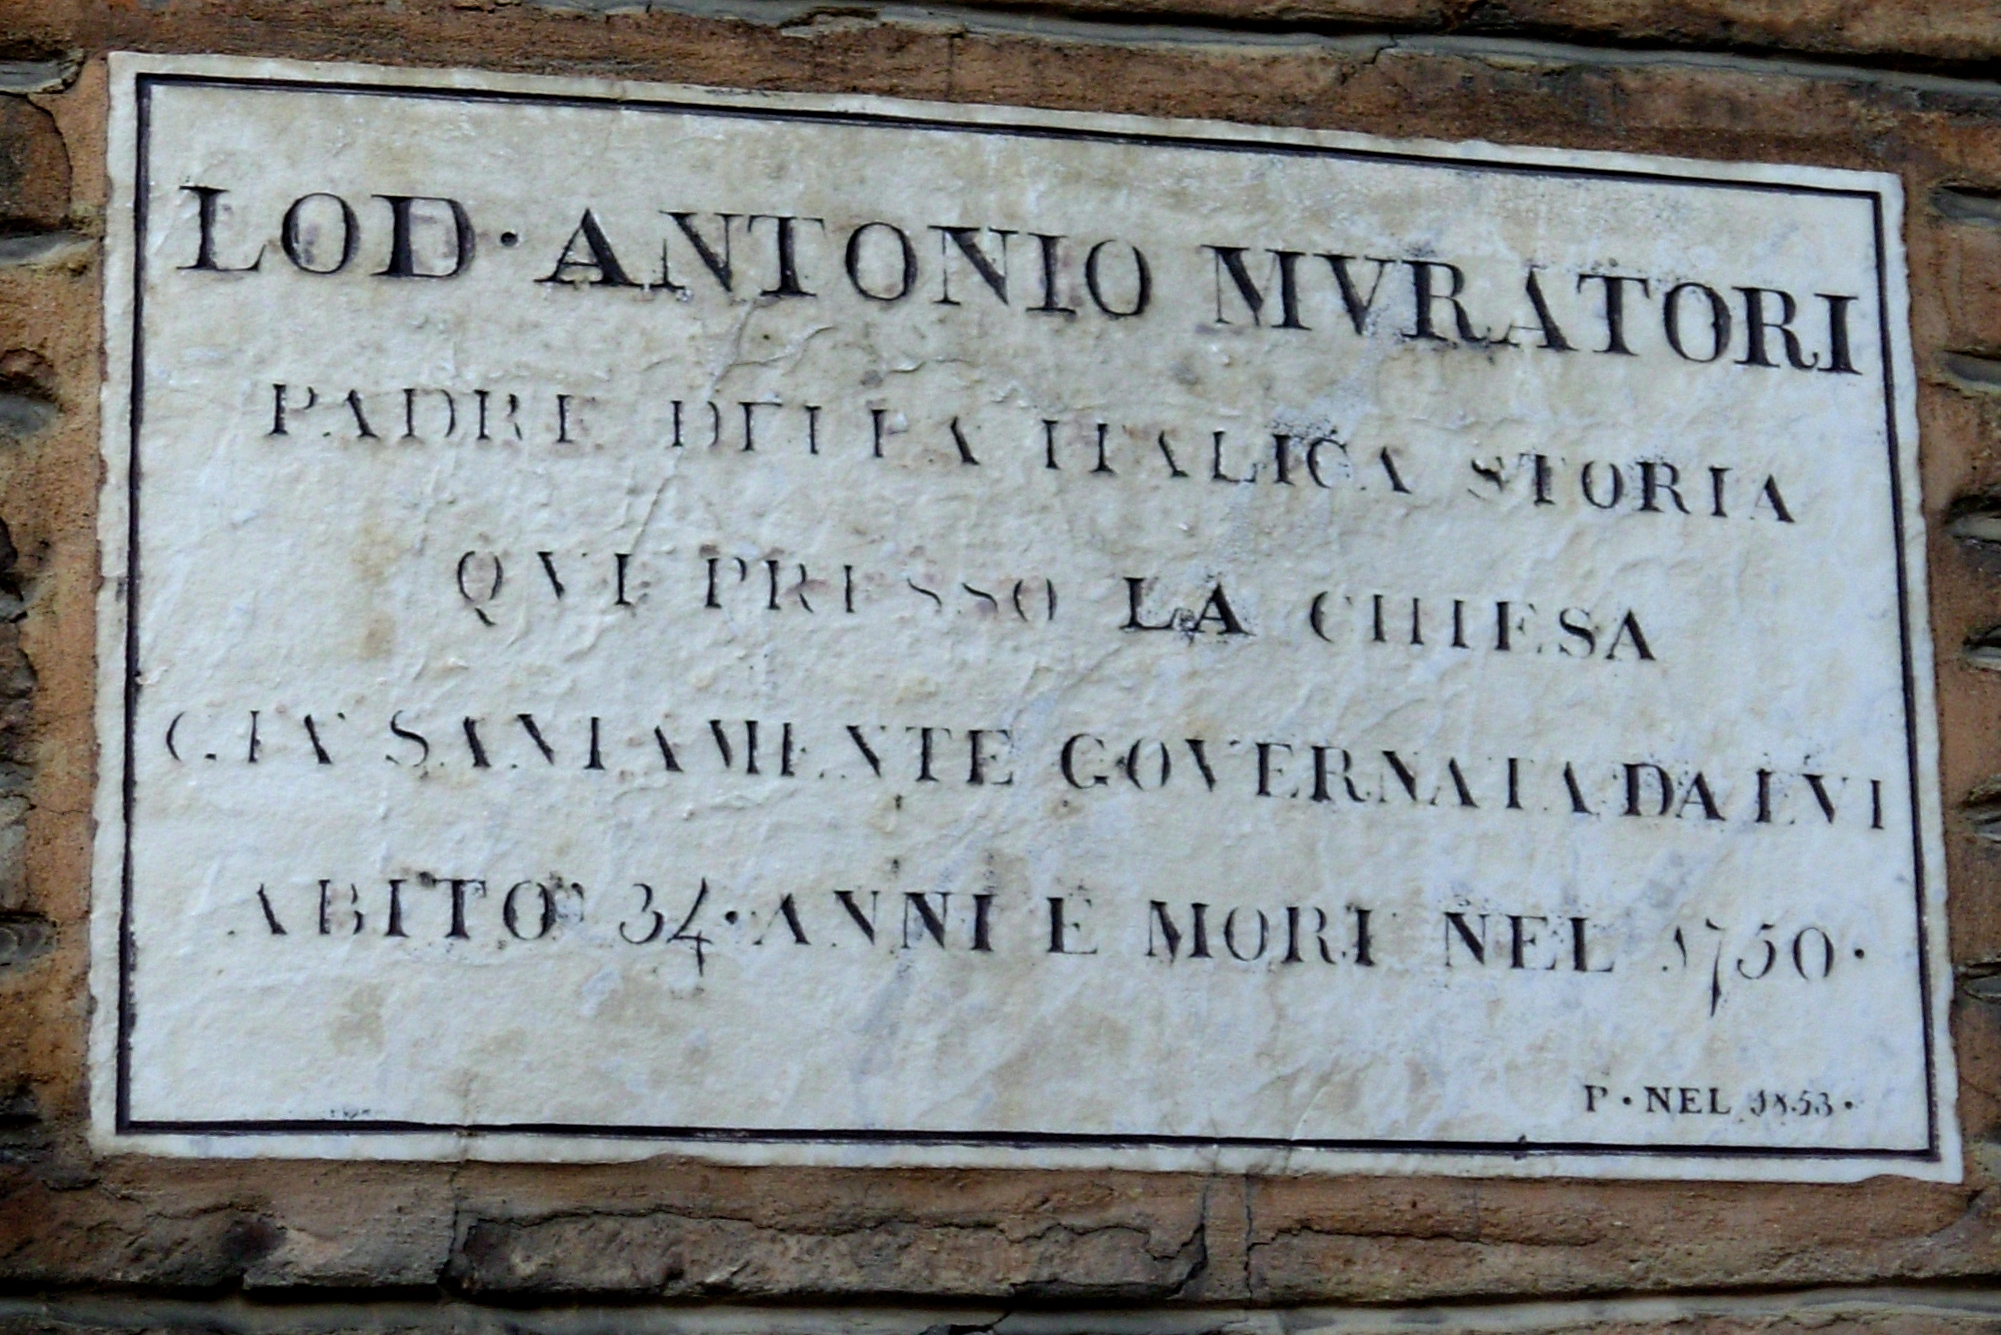 LOD·ANTONIO MVRATORI
PADRE DELLA ITALICA STORIA
QVI PRESSO LA CHIESA
GIA SANTAMENTE GOVERNATA DA LVI
ABITO' 34·ANNI E MORI NEL 1750·
P·NEL 1853·